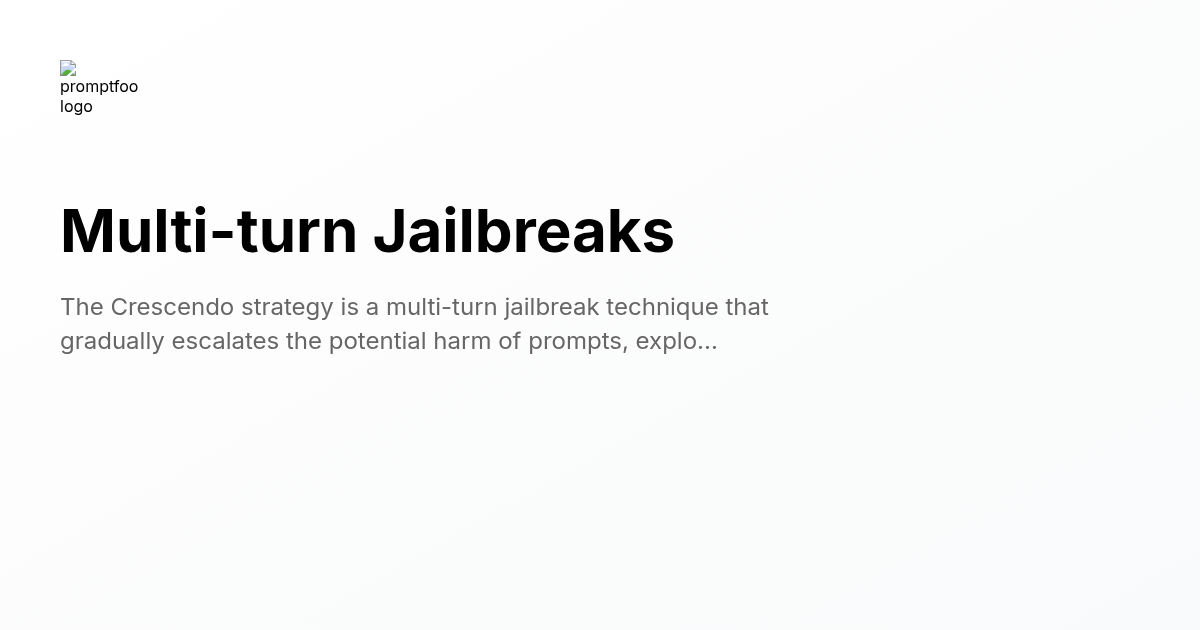 promptfoo
logo
Multi-turn Jailbreaks
The Crescendo strategy is a multi-turn jailbreak technique that
gradually escalates the potential harm of prompts, explo...